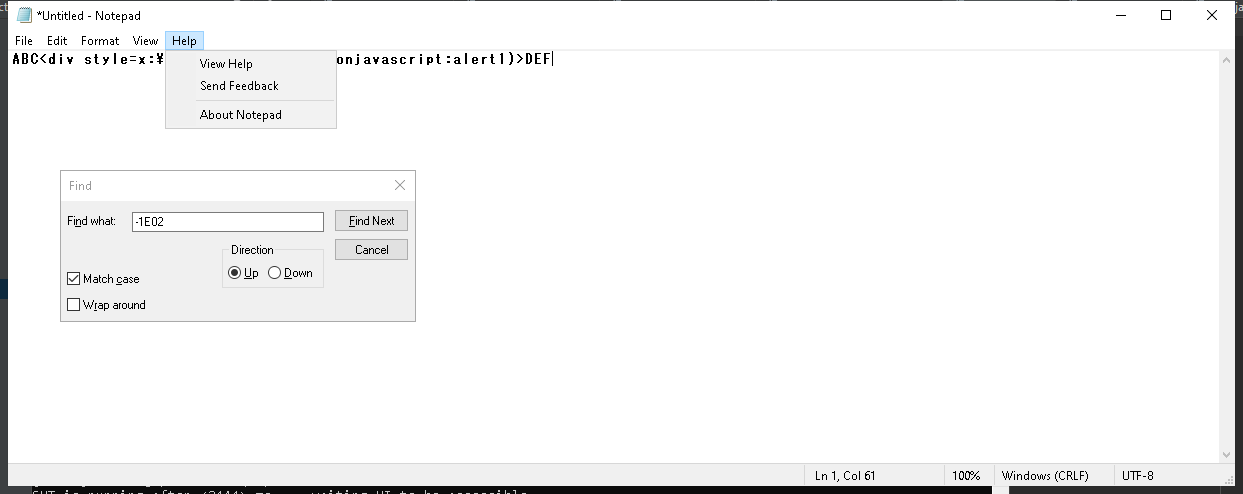 *Untitled - Notepad
File Edit Format View Help
ABC<div style=x:¥ onjavascript:alert1)>DEF
View Help
Send Feedback
About Notepad
Find
Find what: -1E02 Find Next
Direction Cancel
Up Down
Match case
Wrap around
Ln 1, Col 61 100% Windows (CRLF) UTF-8